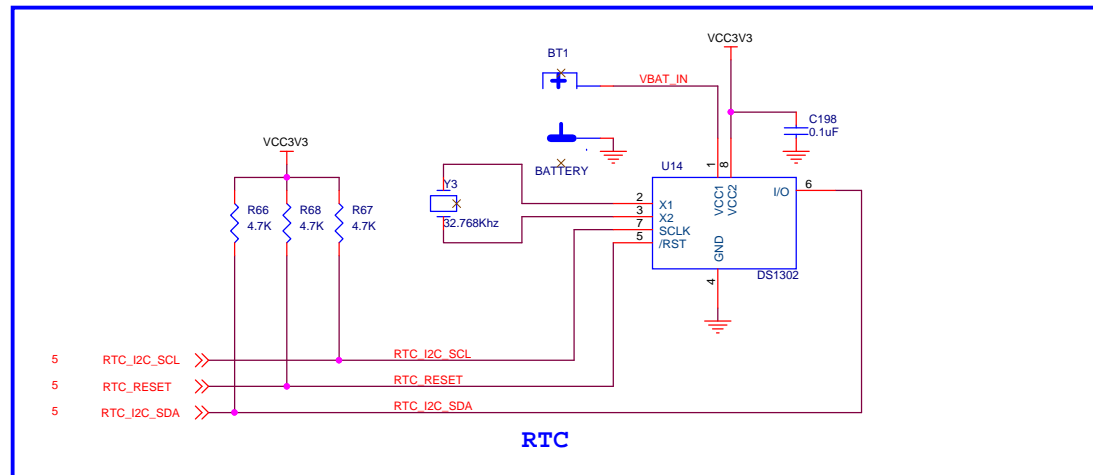 VCC3V3
BT1
VBAT_IN
C198
0.1uF
VCC3V3
BATTERY
U14
1
8
Y3
2
X1
VCC1
VCC2
I/O
6
R66
4.7K
R68
4.7K
R67
4.7K
3
X2
32.768Khz
7
SCLK
5
/RST
GND
DS1302
4
5
RTC_I2C_SCL
RTC_I2C_SCL
5
RTC_RESET
RTC_RESET
5
RTC_I2C_SDA
RTC_I2C_SDA
RTC